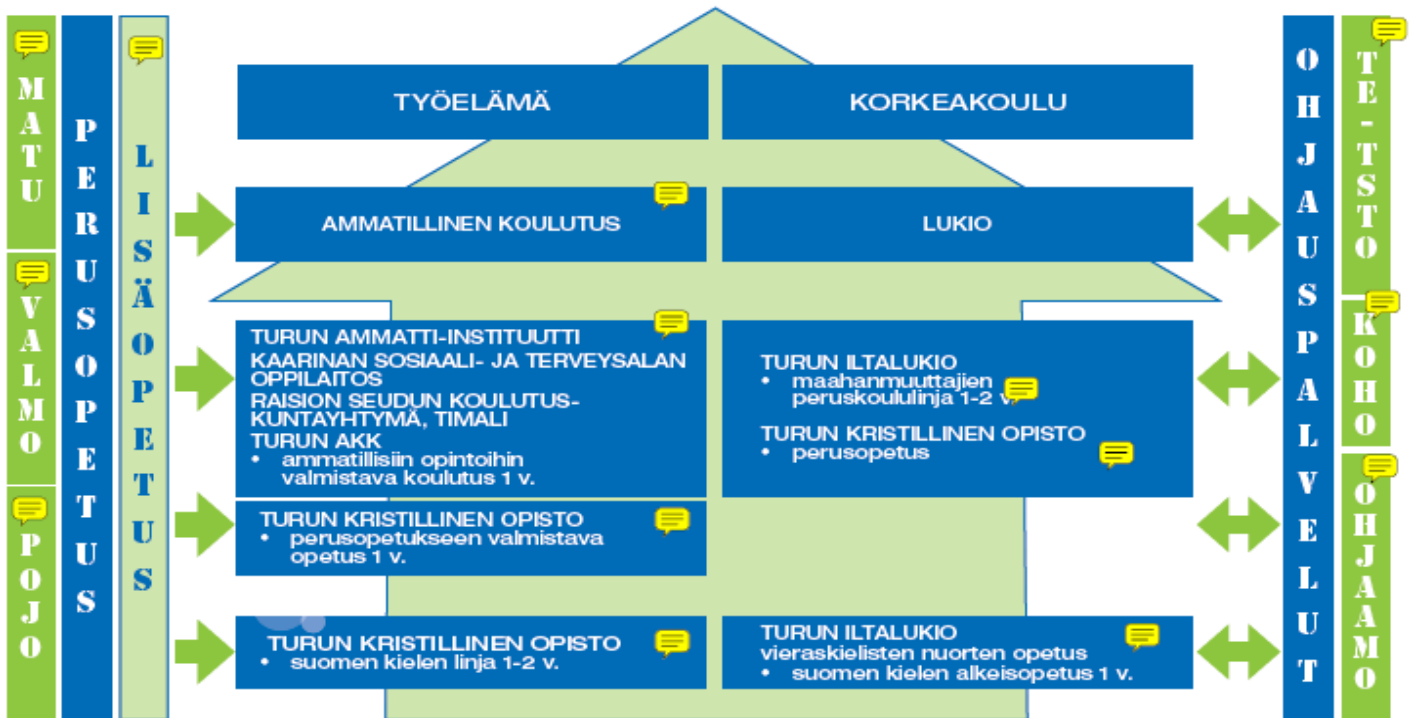 MATU
VALMO
POJO
PERUSOPETUS
LISÄOPETUS
TYÖELÄMÄ
KORKEAKOULU
AMMATILLINEN KOULUTUS
LUKIO
TURUN AMMATTI-INSTITUUTTI
KAARINAN SOSIAALI- JA TERVEYSALAN
OPPILAITOS
RAISION SEUDUN KOULUTUS-
KUNTAYHTYMÄ, TIMALI
TURUN AKK
• ammatillisiin opintoihin
valmistava koulutus 1 v.
TURUN ILTALUKIO
• maahanmuuttajien
peruskoululinja 1-2 v.
TURUN KRISTILLINEN OPISTO
• perusopetus
TURUN KRISTILLINEN OPISTO
• perusopetukseen valmistava
opetus 1 v.
TURUN KRISTILLINEN OPISTO
• suomen kielen linja 1-2 v.
TURUN ILTALUKIO
vieraskielisten nuorten opetus
• suomen kielen alkeisopetus 1 v.
OHJAUSPALVELUT
TE-TSTO
KOHO
OHJAAMO